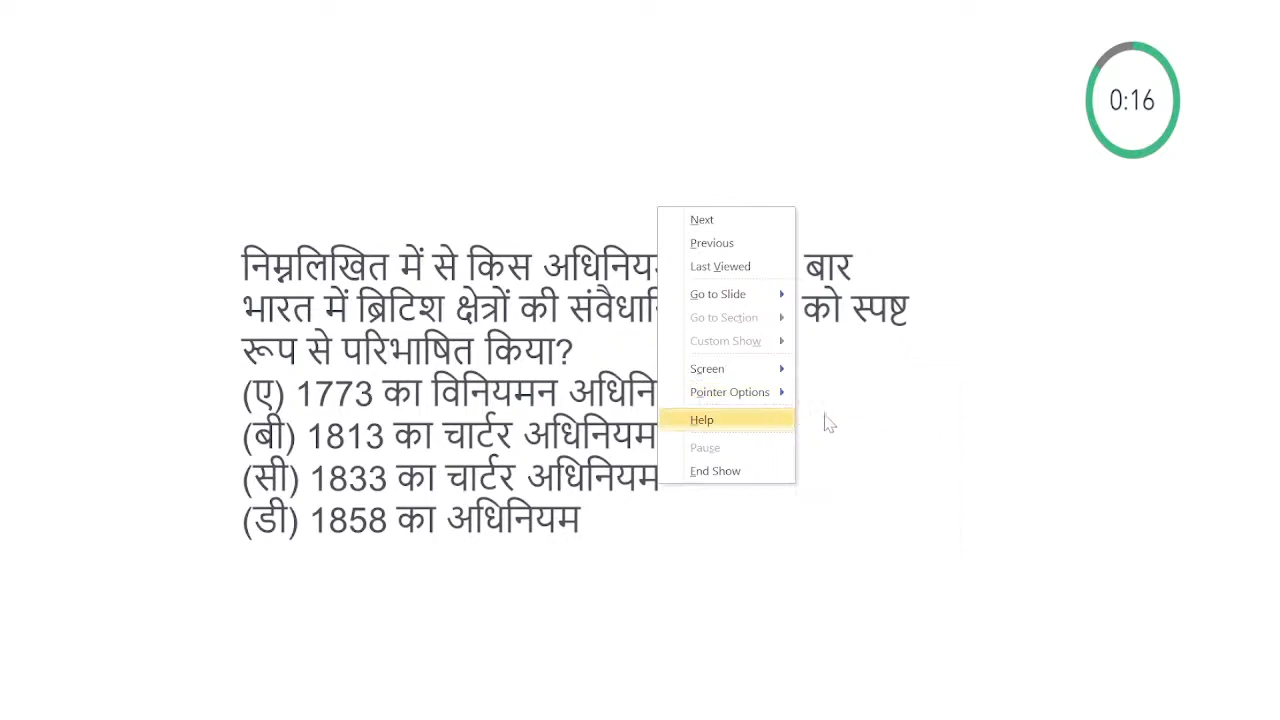 0:16
निम्नलिखित में से किस अधिनियम बार
भारत में ब्रिटिश क्षेत्रों की को स्पष्ट
रूप से परिभाषित किया?
(ए) 1773 का विनियमन
(बी) 1813 का चार्टर अधिनियम
(सी) 1833 का चार्टर अधिनियम
(डी) 1858 का अधिनियम
Next
Previous
Last Viewed
Go to Slide
Go to Section
Custom Show
Screen
Pointer Options
Help
Pause
End Show